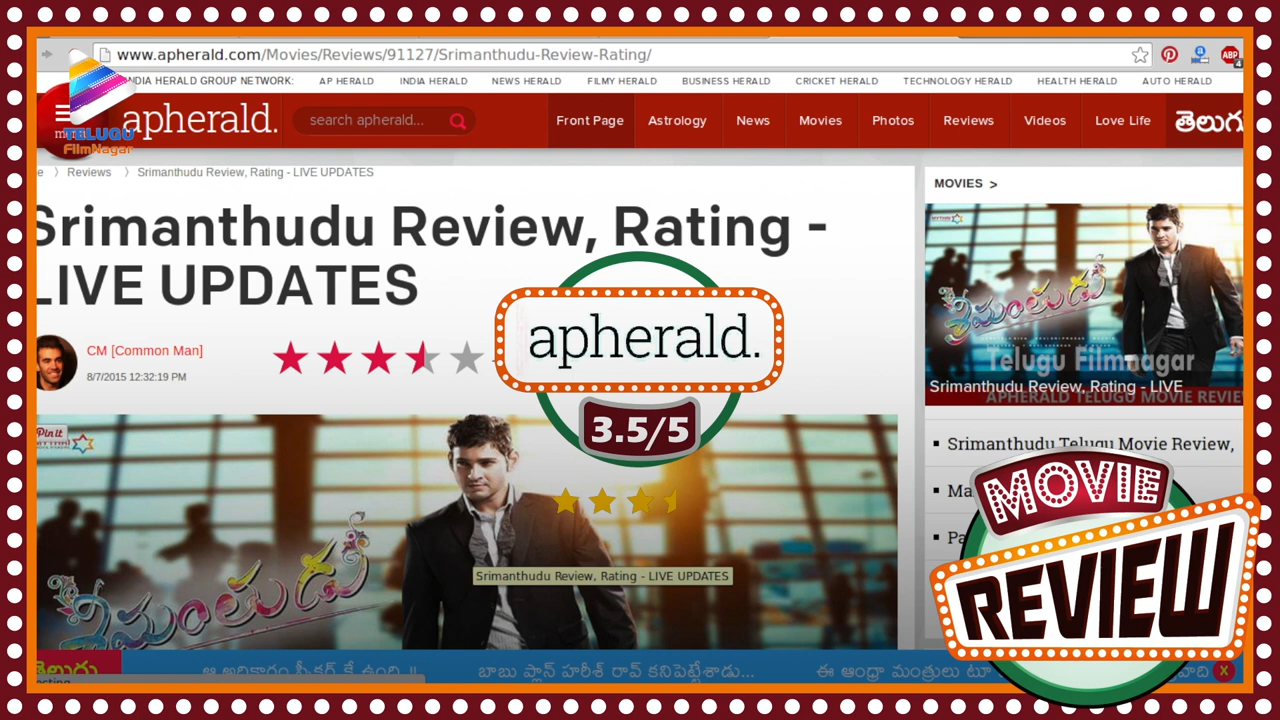 www.apherald.com/Movies/Reviews/91127/Srimanthudu-Review-Rating/
ABP
4
INDIA HERALD GROUP NETWORK: AP HERALD INDIA HERALD NEWS HERALD FILMY HERALD BUSINESS HERALD CRICKET HERALD TECHNOLOGY HERALD HEALTH HERALD AUTO HERALD
apherald. search apherald... Front Page Astrology News Movies Photos Reviews Videos Love Life తెలుగు
TELUGU
FilmNagar
Reviews 〉 Srimanthudu Review, Rating - LIVE UPDATES
Srimanthudu Review, Rating -
LIVE UPDATES
CM [Common Man]
8/7/2015 12:32:19 PM
apherald.
3.5/5
Pin it
శ్రీమంతుడు
Srimanthudu Review, Rating - LIVE UPDATES
MOVIES >
శ్రీమంతుడు
Telugu Filmnagar
Srimanthudu Review, Rating - LIVE
APHERALD TELUGU MOVIE REVIEW
Srimanthudu Telugu Movie Review,
Ma
Pa
MOVIE
REVIEW
తెలుగు
బాబు ప్లాన్ హరీశ్ రావ్ కనిపెట్టేశాడు... ఈ ఆంధ్రా మంత్రులు టూ
X